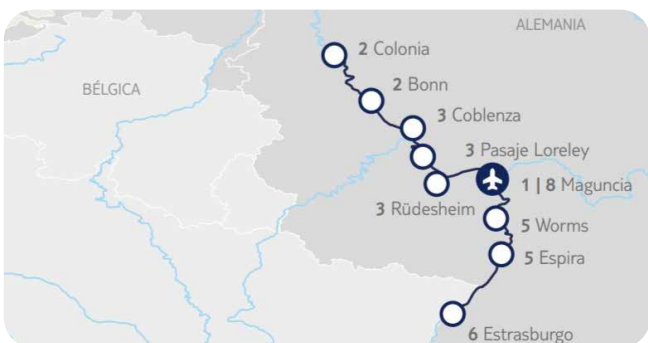 ALEMANIA
2 Colonia
BÉLGICA
2 Bonn
3 Coblenza
3 Pasaje Loreley
1 | 8 Maguncia
3 Rüdesheim
5 Worms
5 Espira
6 Estrasburgo